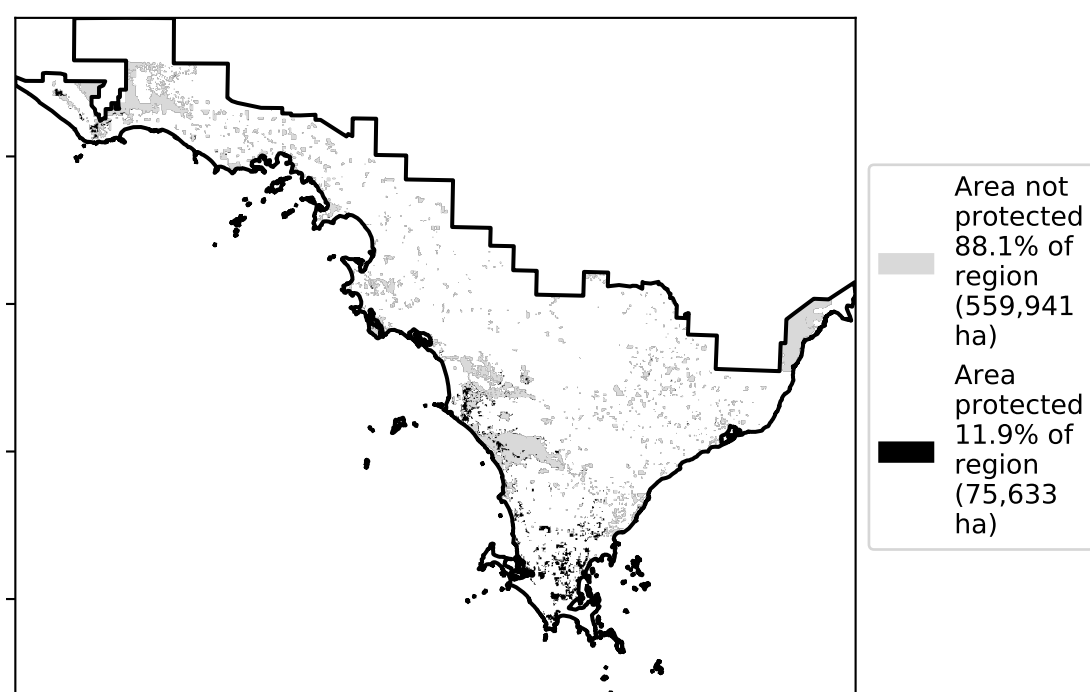 Area not
protected
88.1% of
region
(559,941
ha)
Area
protected
11.9% of
region
(75,633
ha)